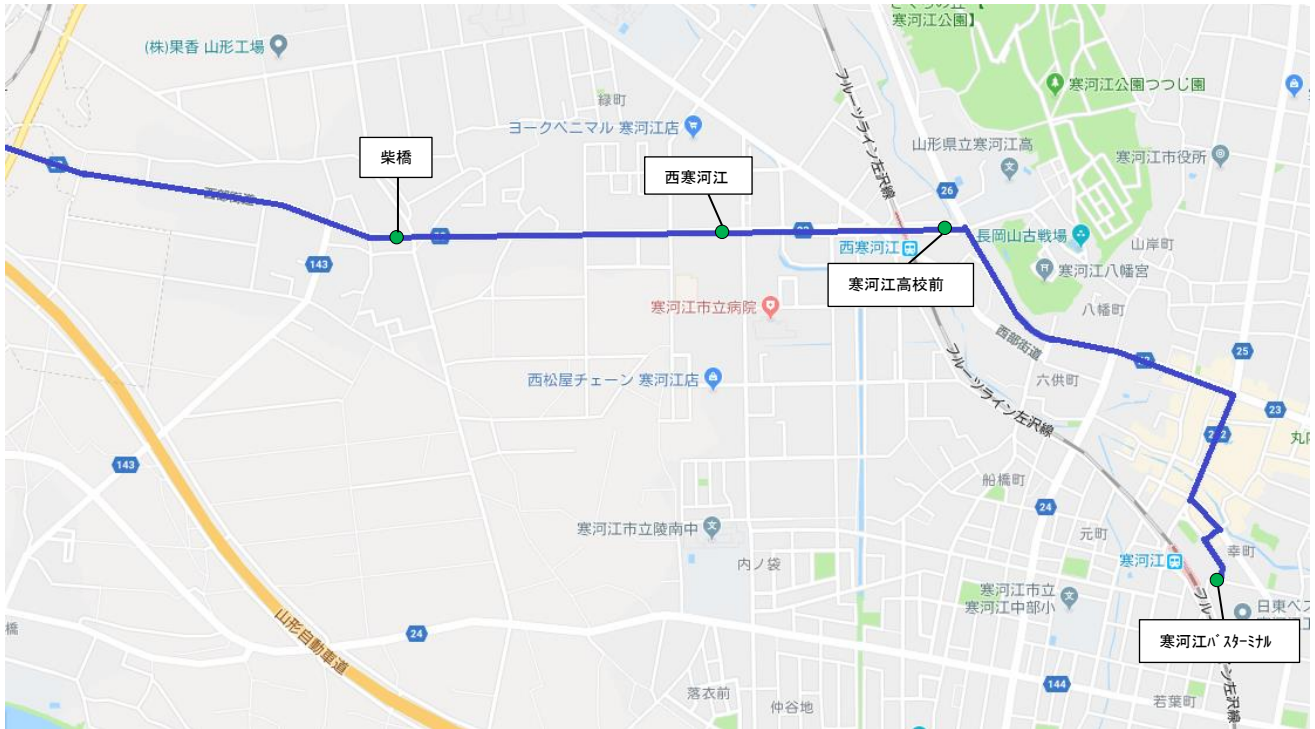 寒河江公園】
(株)果香 山形工場
緑町
ヨークベニマル 寒河江店
フルーツライン左沢線
寒河江公園つつじ園
山形県立寒河江高
寒河江市役所
柴橋
西寒河江
26
西部街道
西寒河江
長岡山古戦場
山岸町
143
寒河江高校前
寒河江八幡宮
寒河江市立病院
八幡町
西部街道
25
西松屋チェーン 寒河江店
フルーツライン左沢線
六供町
23
143
船橋町
24
寒河江市立陵南中
元町
内ノ袋
寒河江
幸町
寒河江市立
寒河江中部小
日東ベ
山形自動車道
24
橋
寒河江バスターミナル
144
落衣前
仲谷地
若葉町